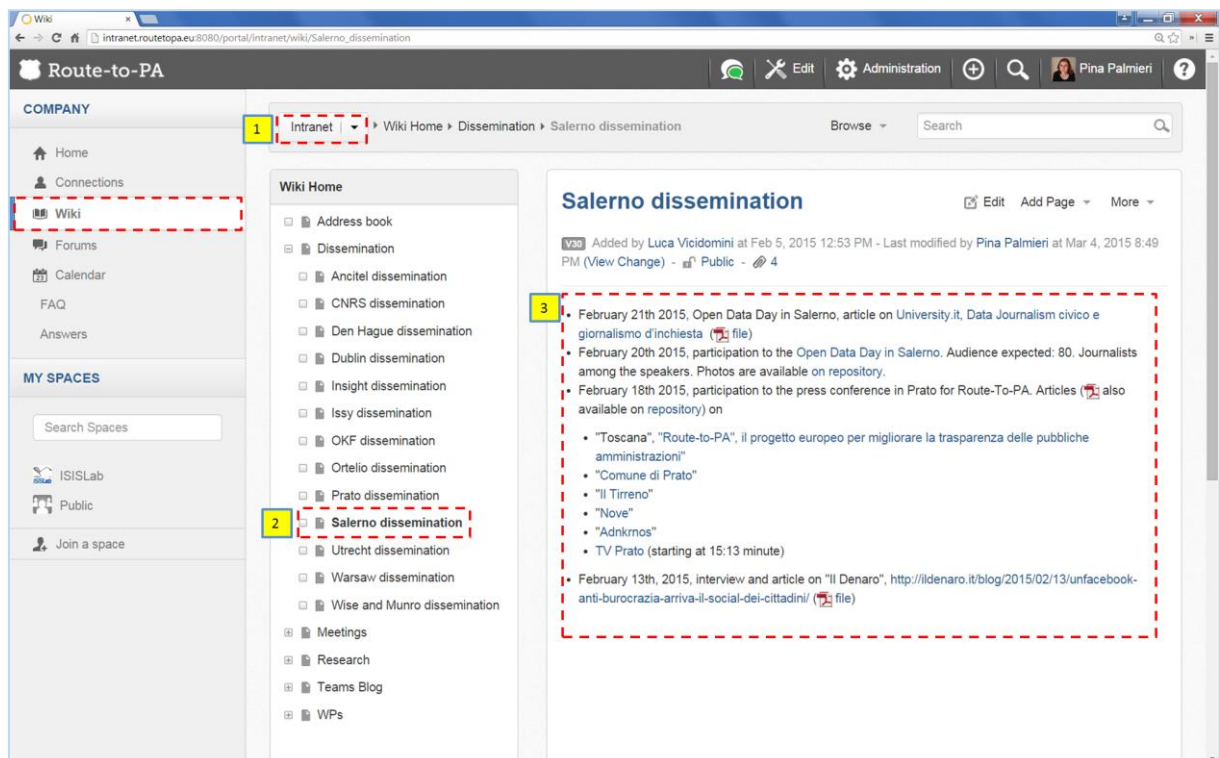 Wiki
intranet.routetopa.eu:8080/portal/intranet/wiki/Salerno_dissemination
Route-to-PA
Edit
Administration
Pina Palmieri
?
COMPANY
Home
Connections
Wiki
Forums
Calendar
FAQ
Answers
MY SPACES
Search Spaces
ISISLab
Public
Join a space
1
Intranet
Wiki Home
Dissemination
Salerno dissemination
Browse
Search
Wiki Home
Address book
Dissemination
Ancitel dissemination
CNRS dissemination
Den Hague dissemination
Dublin dissemination
Insight dissemination
Issy dissemination
OKF dissemination
Ortelio dissemination
Prato dissemination
2
Salerno dissemination
Utrecht dissemination
Warsaw dissemination
Wise and Munro dissemination
Meetings
Research
Teams Blog
WPs
Salerno dissemination
Edit Add Page More
V30 Added by Luca Vicidomini at Feb 5, 2015 12:53 PM - Last modified by Pina Palmieri at Mar 4, 2015 8:49
PM (View Change) - Public - 4
3
• February 21th 2015, Open Data Day in Salerno, article on University.it, Data Journalism civico e
giornalismo d'inchiesta (file)
• February 20th 2015, participation to the Open Data Day in Salerno. Audience expected: 80. Journalists
among the speakers. Photos are available on repository.
• February 18th 2015, participation to the press conference in Prato for Route-To-PA. Articles (also
available on repository) on
• "Toscana", "Route-to-PA", il progetto europeo per migliorare la trasparenza delle pubbliche
amministrazioni"
• "Comune di Prato"
• "Il Tirreno"
• "Nove"
• "Adnkrnos"
• TV Prato (starting at 15:13 minute)
• February 13th, 2015, interview and article on "Il Denaro", http://ildenaro.it/blog/2015/02/13/unfacebook-
anti-burocrazia-arriva-il-social-dei-cittadini/ (file)